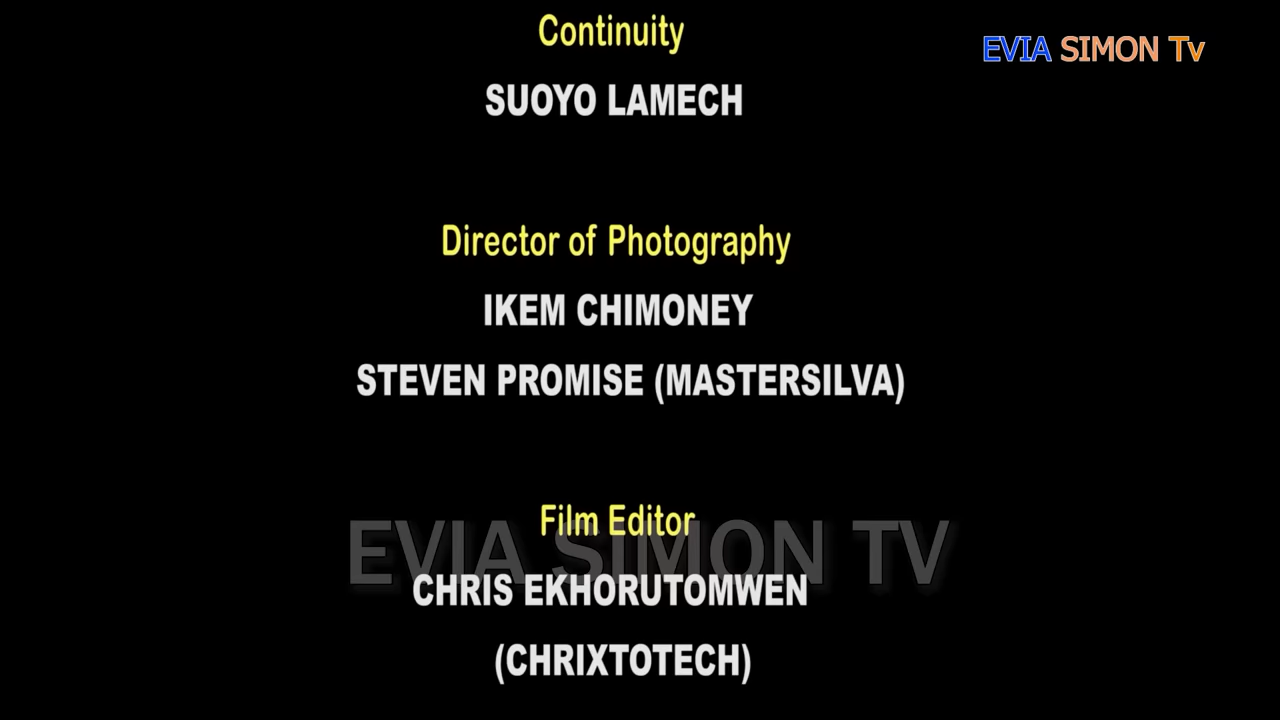 Continuity
EVIA SIMON Tv
SUOYO LAMECH
Director of Photography
IKEM CHIMONEY
STEVEN PROMISE (MASTERSILVA)
Film Editor
EVIA SIMON TV
CHRIS EKHORUTOMWEN
(CHRIXTOTECH)